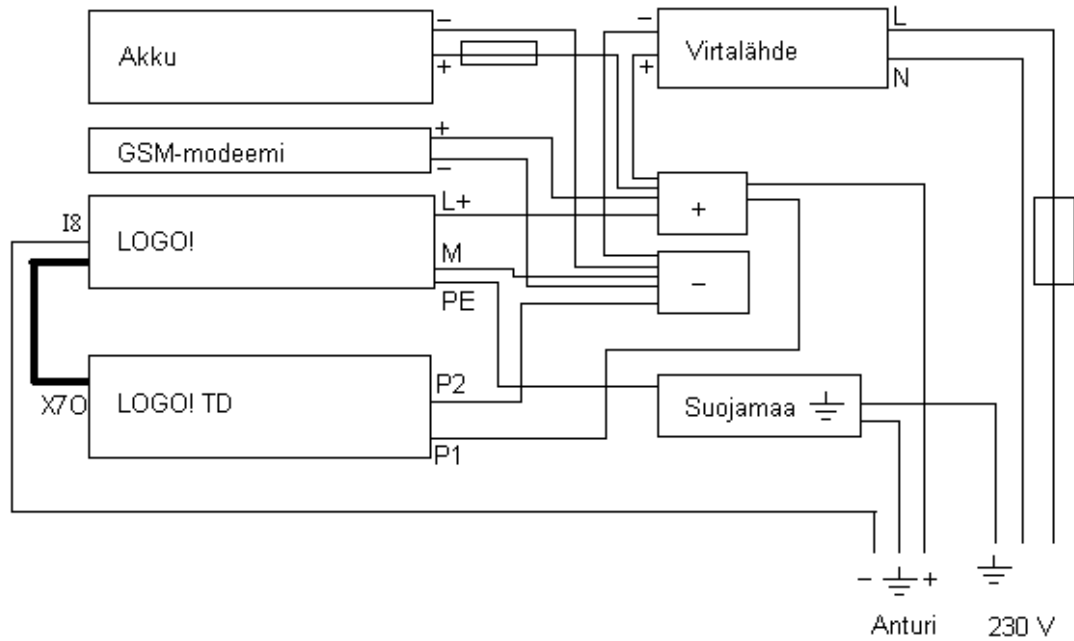 Akku
−
+
−
+
Virtalähde
L
N
GSM-modeemi
+
−
I8
LOGO!
L+
M
PE
+
−
X7O
LOGO! TD
P2
P1
Suojamaa
− +
Anturi 230 V